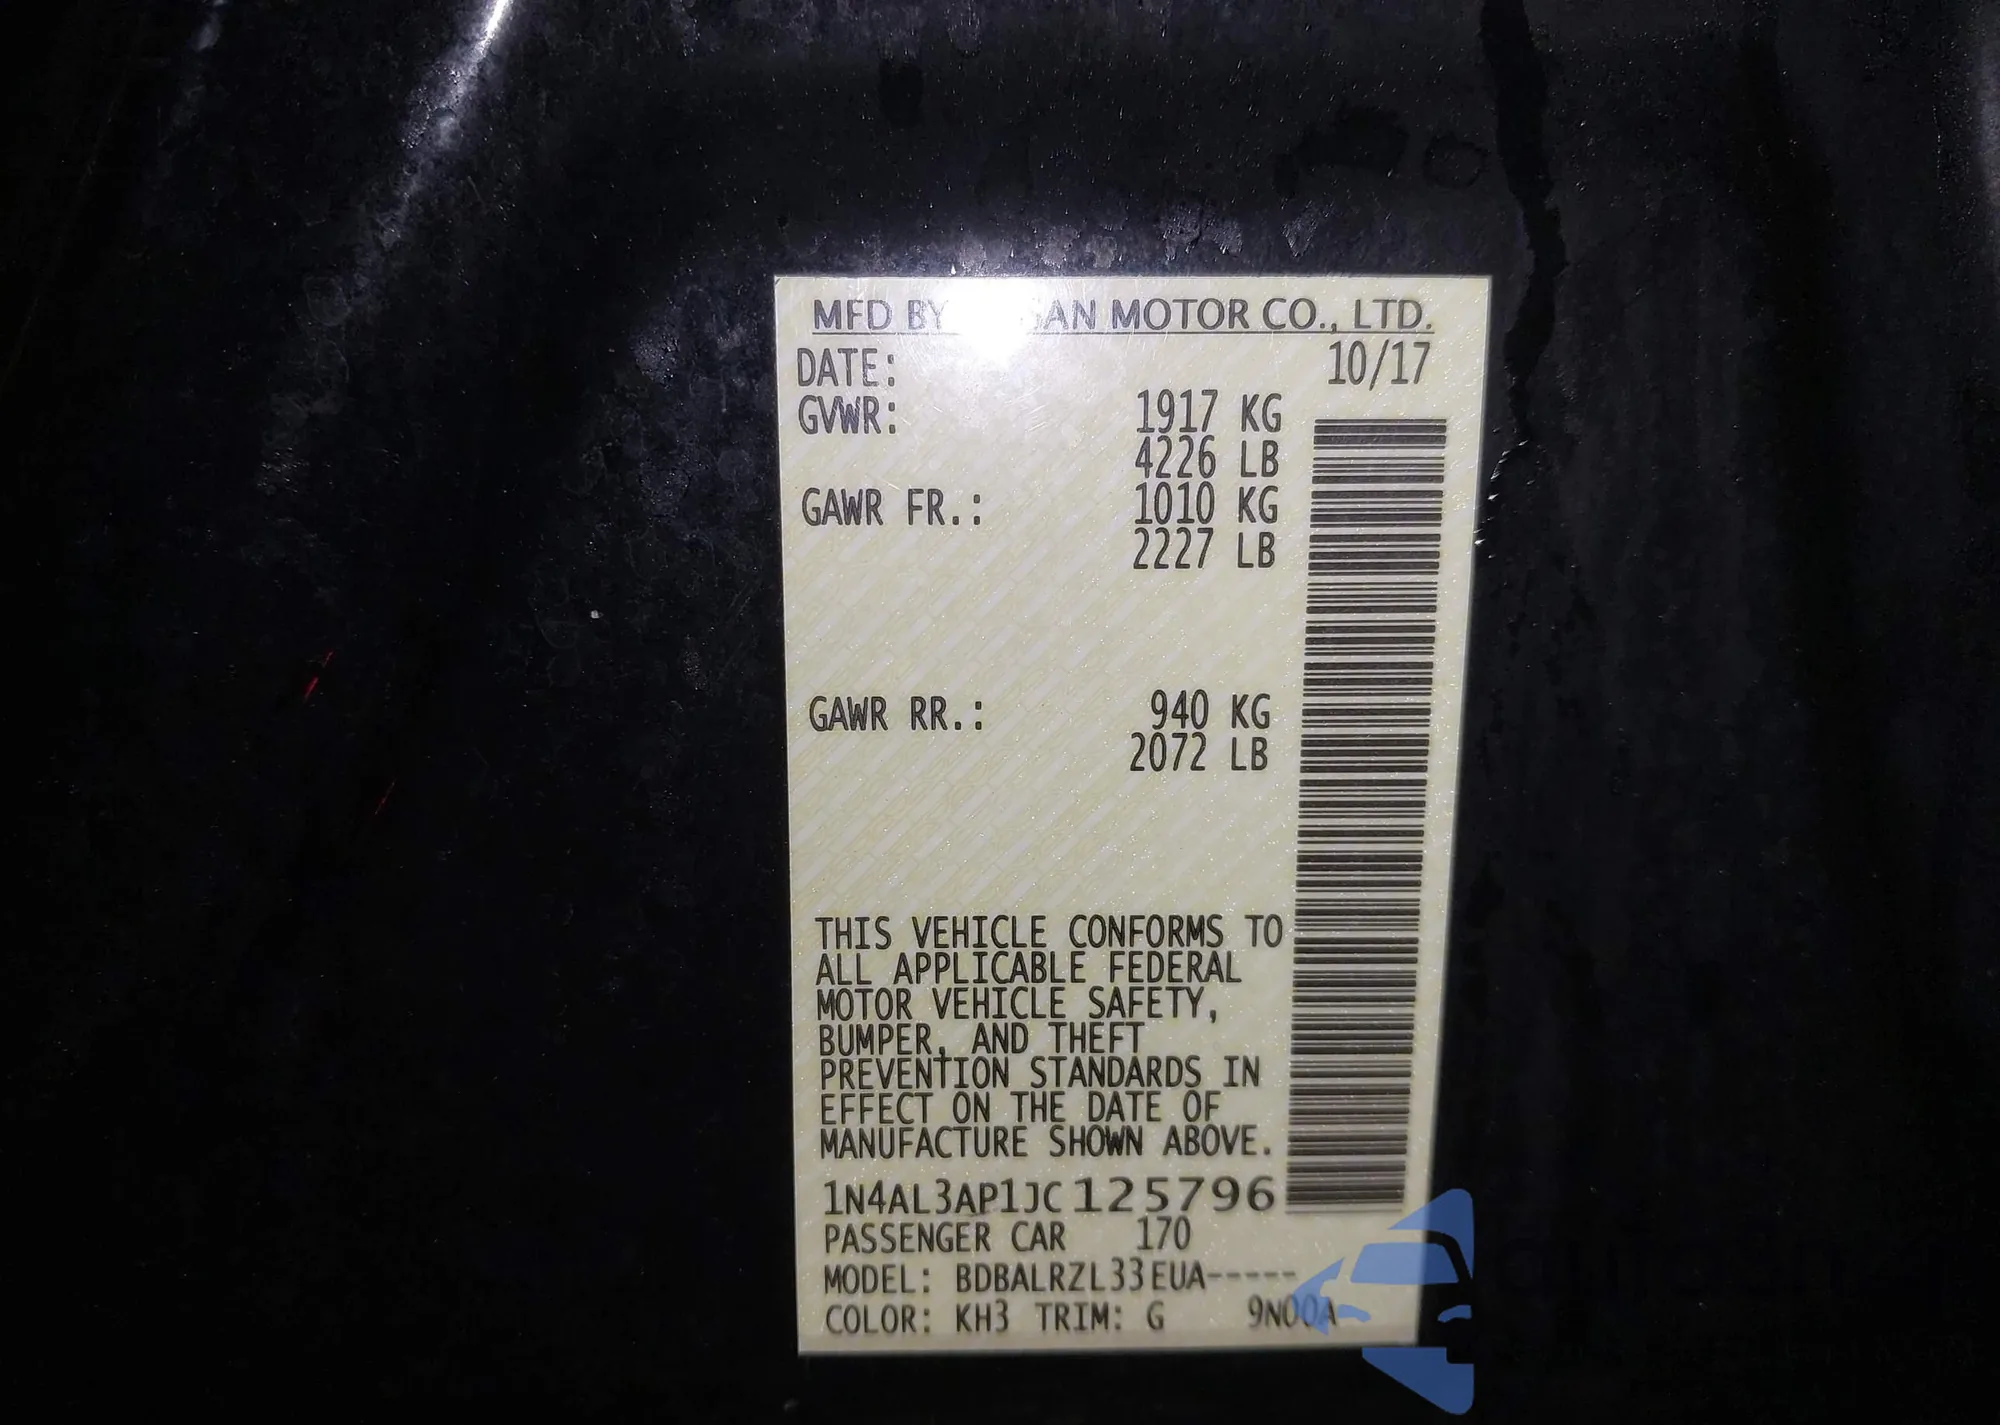 MFD BY NISSAN MOTOR CO., LTD.
DATE: 10/17
GVWR: 1917 KG
4226 LB
GAWR FR.: 1010 KG
2227 LB
GAWR RR.: 940 KG
2072 LB
THIS VEHICLE CONFORMS TO
ALL APPLICABLE FEDERAL
MOTOR VEHICLE SAFETY,
BUMPER, AND THEFT
PREVENTION STANDARDS IN
EFFECT ON THE DATE OF
MANUFACTURE SHOWN ABOVE.
1N4AL3AP1JC125796
PASSENGER CAR 170
MODEL: BDBALRZL33EUA-----
COLOR: KH3 TRIM: G 9N00A